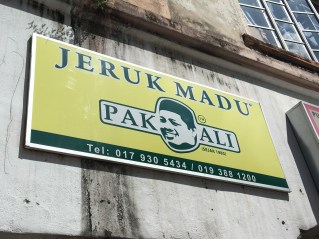 JERUK MADU®
PAK ALI
Tel: 017 930 5434 / 019 388 1200